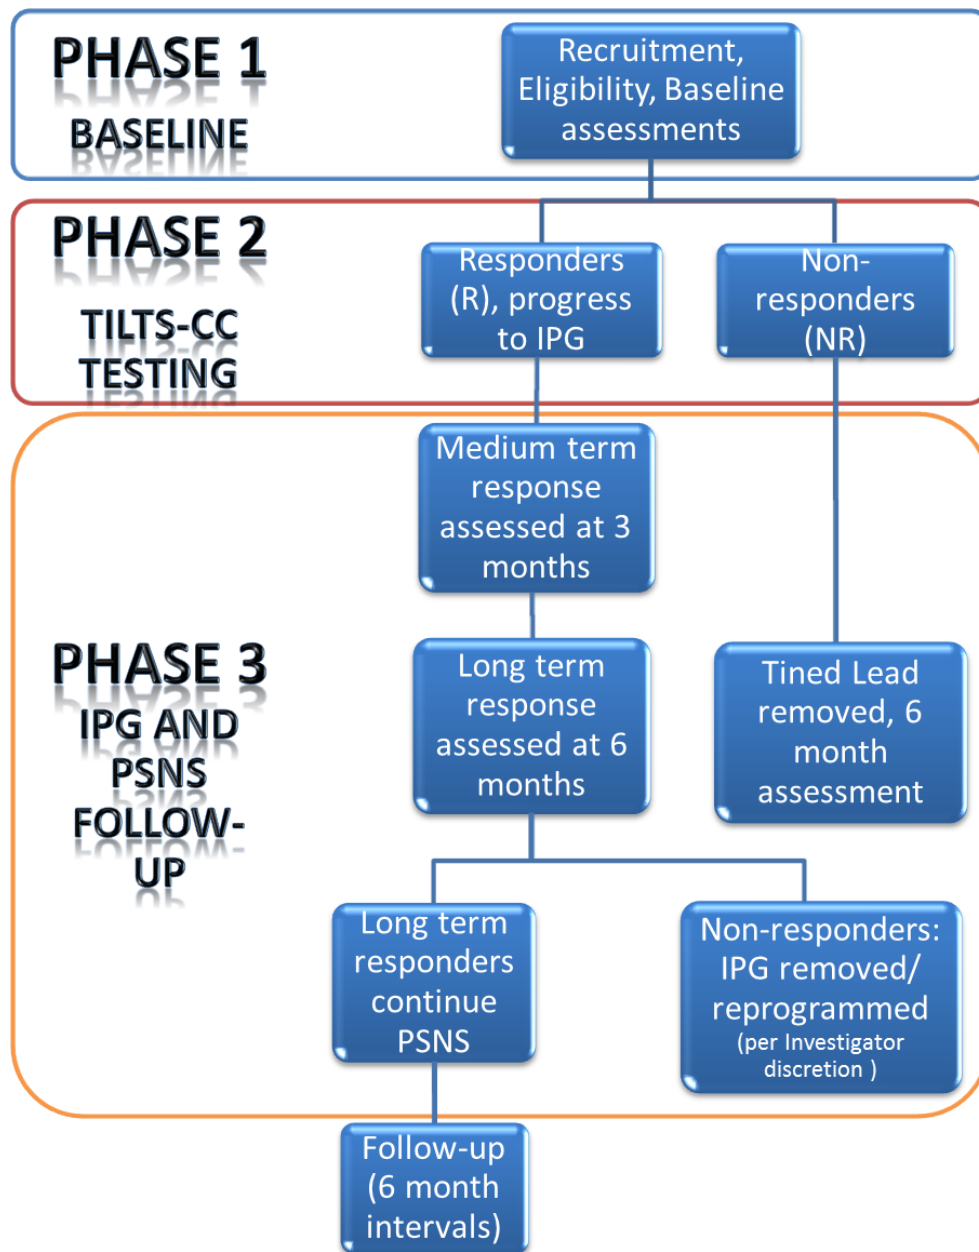 PHASE 1
BASELINE
Recruitment,
Eligibility, Baseline
assessments
PHASE 2
TILTS-CC
TESTING
Responders
(R), progress
to IPG
Non-
responders
(NR)
PHASE 3
IPG AND
PSNS
FOLLOW-
UP
Medium term
response
assessed at 3
months
Long term
response
assessed at 6
months
Tined Lead
removed, 6
month
assessment
Long term
responders
continue
PSNS
Non-responders:
IPG removed/
reprogrammed
(per Investigator
discretion )
Follow-up
(6 month
intervals)